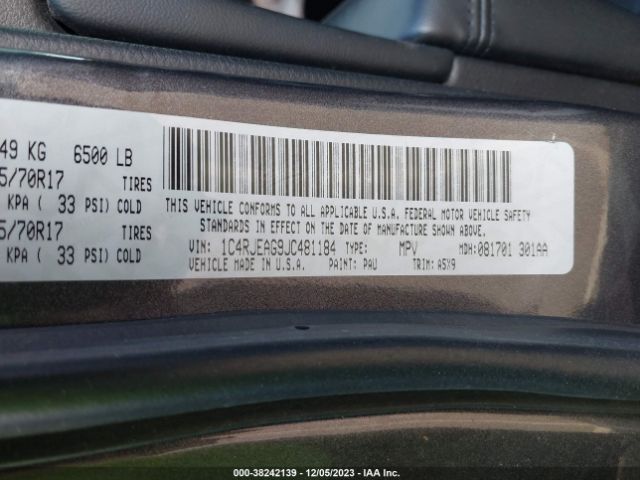 49 KG 6500 LB
5/70R17 TIRES
KPA ( 33 PSI) COLD
5/70R17 TIRES
KPA ( 33 PSI) COLD
THIS VEHICLE CONFORMS TO ALL APPLICABLE U.S.A. FEDERAL MOTOR VEHICLE SAFETY
STANDARDS IN EFFECT ON THE DATE OF MANUFACTURE SHOWN ABOVE.
VIN: 1C4RJEAG9JC481184 TYPE: MPV MDH: 081701 301AA
VEHICLE MADE IN U.S.A. PAINT: PAU TRIM: A5X9
000-38242139 - 12/05/2023 - IAA Inc.